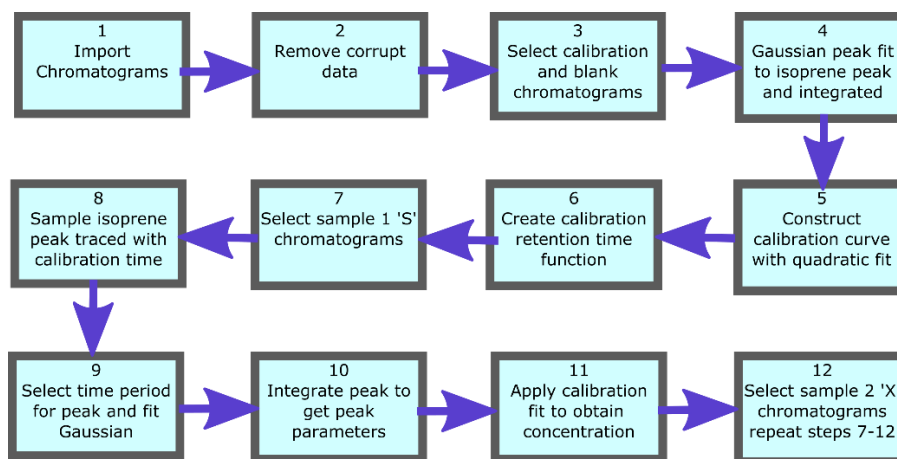 1
Import
Chromatograms
2
Remove corrupt
data
3
Select calibration
and blank
chromatograms
4
Gaussian peak fit
to isoprene peak
and integrated
5
Construct
calibration curve
with quadratic fit
6
Create calibration
retention time
function
7
Select sample 1 'S'
chromatograms
8
Sample isoprene
peak traced with
calibration time
9
Select time period
for peak and fit
Gaussian
10
Integrate peak to
get peak
parameters
11
Apply calibration
fit to obtain
concentration
12
Select sample 2 'X'
chromatograms
repeat steps 7-12